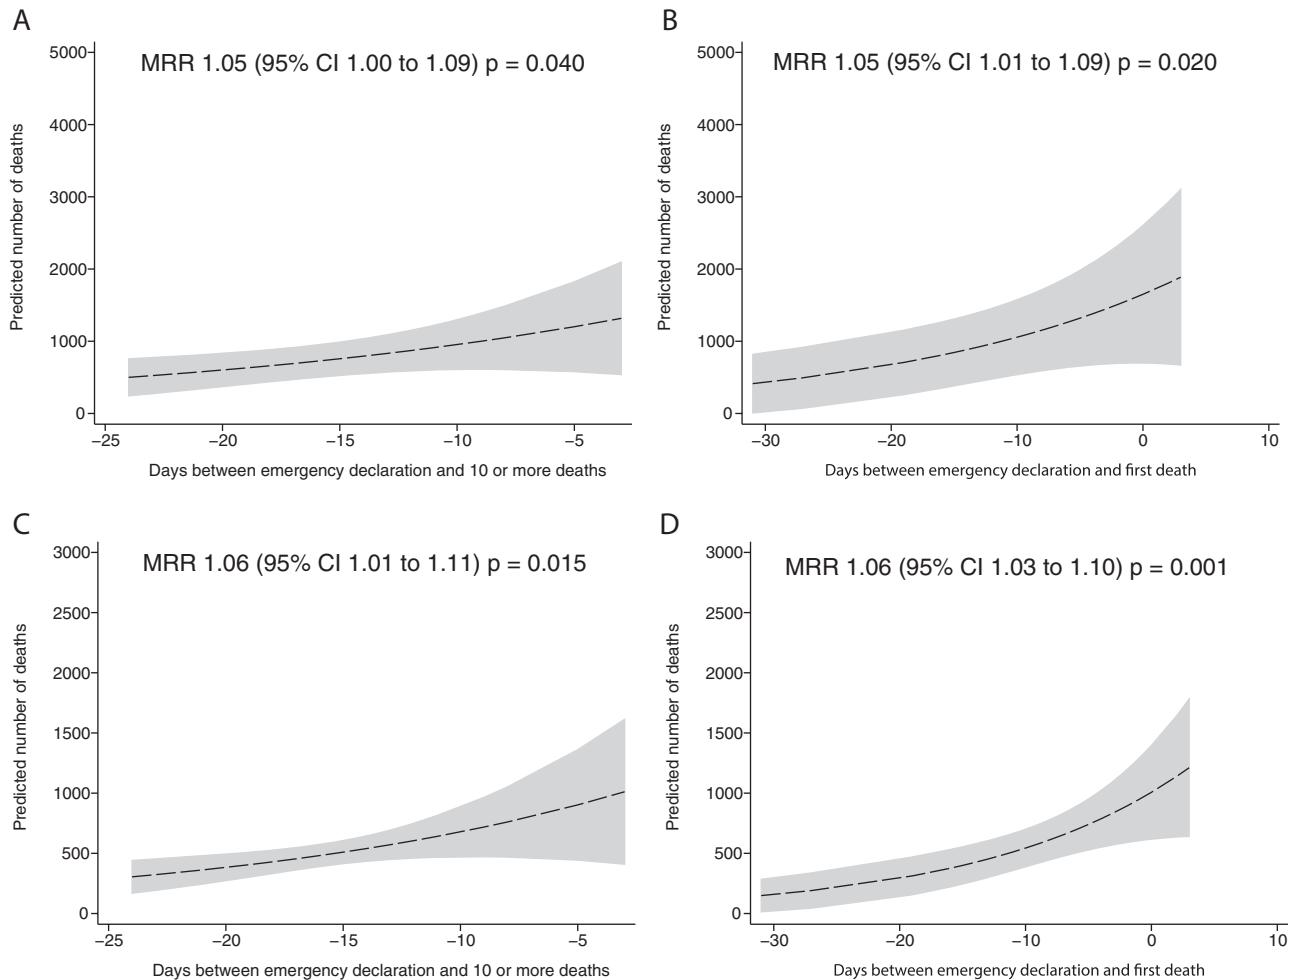 A
MRR 1.05 (95% CI 1.00 to 1.09) p = 0.040
5000
4000
3000
2000
1000
0
Predicted number of deaths
−25
−20
−15
−10
−5
Days between emergency declaration and 10 or more deaths
B
MRR 1.05 (95% CI 1.01 to 1.09) p = 0.020
5000
4000
3000
2000
1000
0
Predicted number of deaths
−30
−20
−10
0
10
Days between emergency declaration and first death
C
MRR 1.06 (95% CI 1.01 to 1.11) p = 0.015
3000
2500
2000
1500
1000
500
0
Predicted number of deaths
−25
−20
−15
−10
−5
Days between emergency declaration and 10 or more deaths
D
MRR 1.06 (95% CI 1.03 to 1.10) p = 0.001
3000
2500
2000
1500
1000
500
0
Predicted number of deaths
−30
−20
−10
0
10
Days between emergency declaration and first death